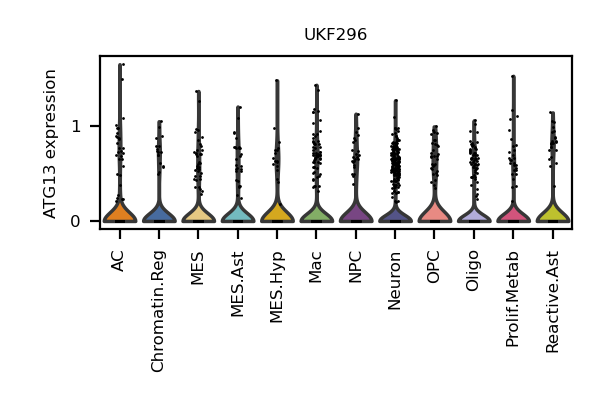 UKF296
ATG13 expression
1
0
AC
Chromatin.Reg
MES
MES.Ast
MES.Hyp
Mac
NPC
Neuron
OPC
Oligo
Prolif.Metab
Reactive.Ast